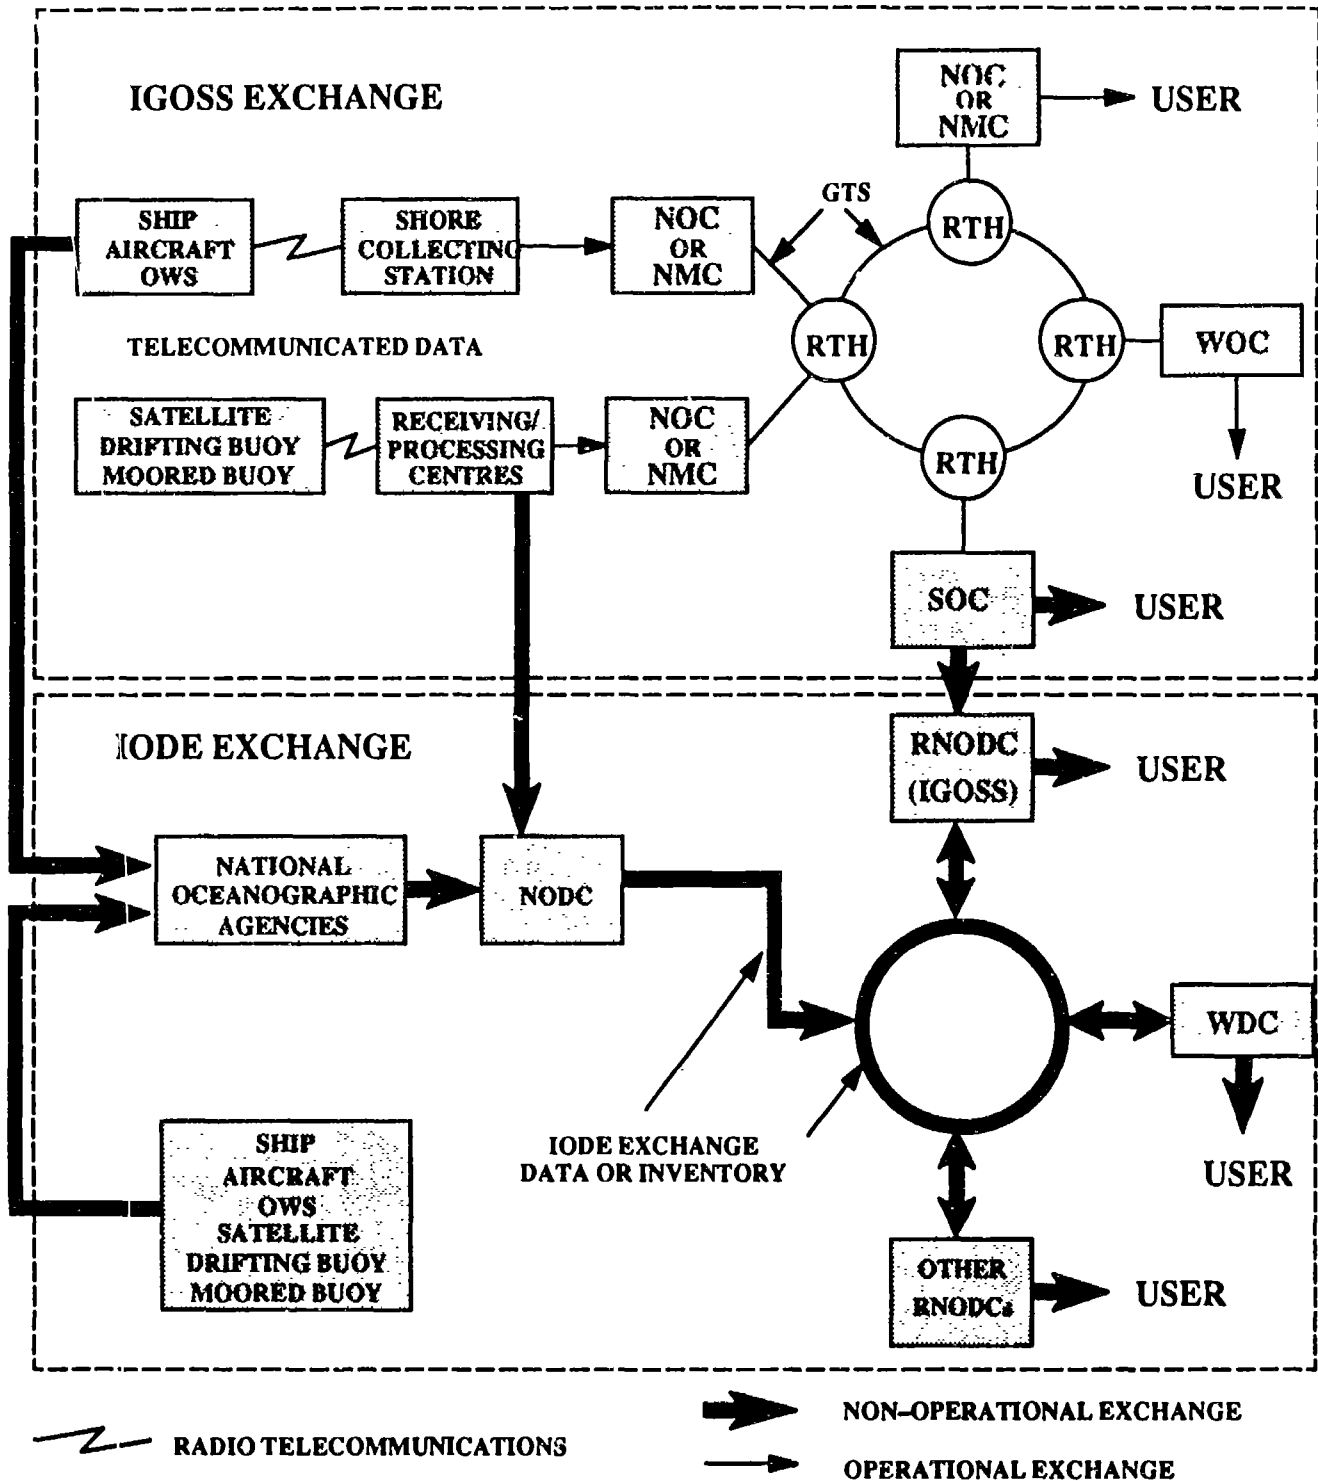 IGOSS EXCHANGE
NOC
OR
NMC
USER
SHIP
AIRCRAFT
OWS
SHORE
COLLECTING
STATION
NOC
OR
NMC
GTS
RTH
RTH
RTH
WOC
USER
TELECOMMUNICATED DATA
SATELLITE
DRIFTING BUOY
MOORED BUOY
RECEIVING/
PROCESSING
CENTRES
NOC
OR
NMC
RTH
SOC
USER
IODE EXCHANGE
RNODC
(IGOSS)
USER
NATIONAL
OCEANOGRAPHIC
AGENCIES
NODC
WDC
USER
IODE EXCHANGE
DATA OR INVENTORY
SHIP
AIRCRAFT
OWS
SATELLITE
DRIFTING BUOY
MOORED BUOY
OTHER
RNODCs
USER
RADIO TELECOMMUNICATIONS
NON-OPERATIONAL EXCHANGE
OPERATIONAL EXCHANGE